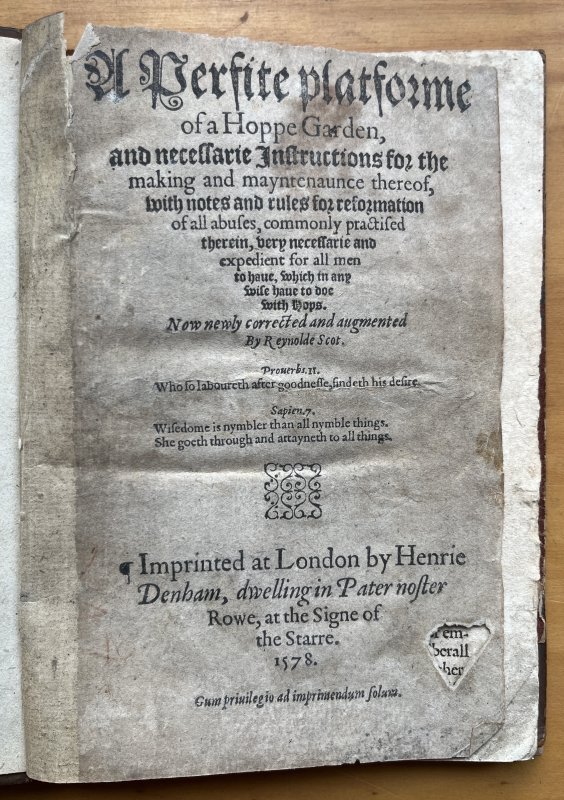 A Perfite platforme
of a Hoppe Garden,
and necessarie Instructions for the
making and mayntenaunce thereof,
with notes and rules for reformation
of all abuses, commonly practised
therein, very necessarie and
expedient for all men
to haue, which in any
wise haue to doe
with Hops.
Now newly corrected and augmented
By Reynolde Scot.
Prouerbs.11.
Who so laboureth after goodnesse, findeth his desire.
Sapien.7.
Wisedome is nymbler than all nymble things.
She goeth through and attayneth to all things.
¶ Imprinted at London by Henrie
Denham, dwelling in Pater noster
Rowe, at the Signe of
the Starre.
1578.
Cum priuilegio ad imprimendum solum.
em-
berall
her